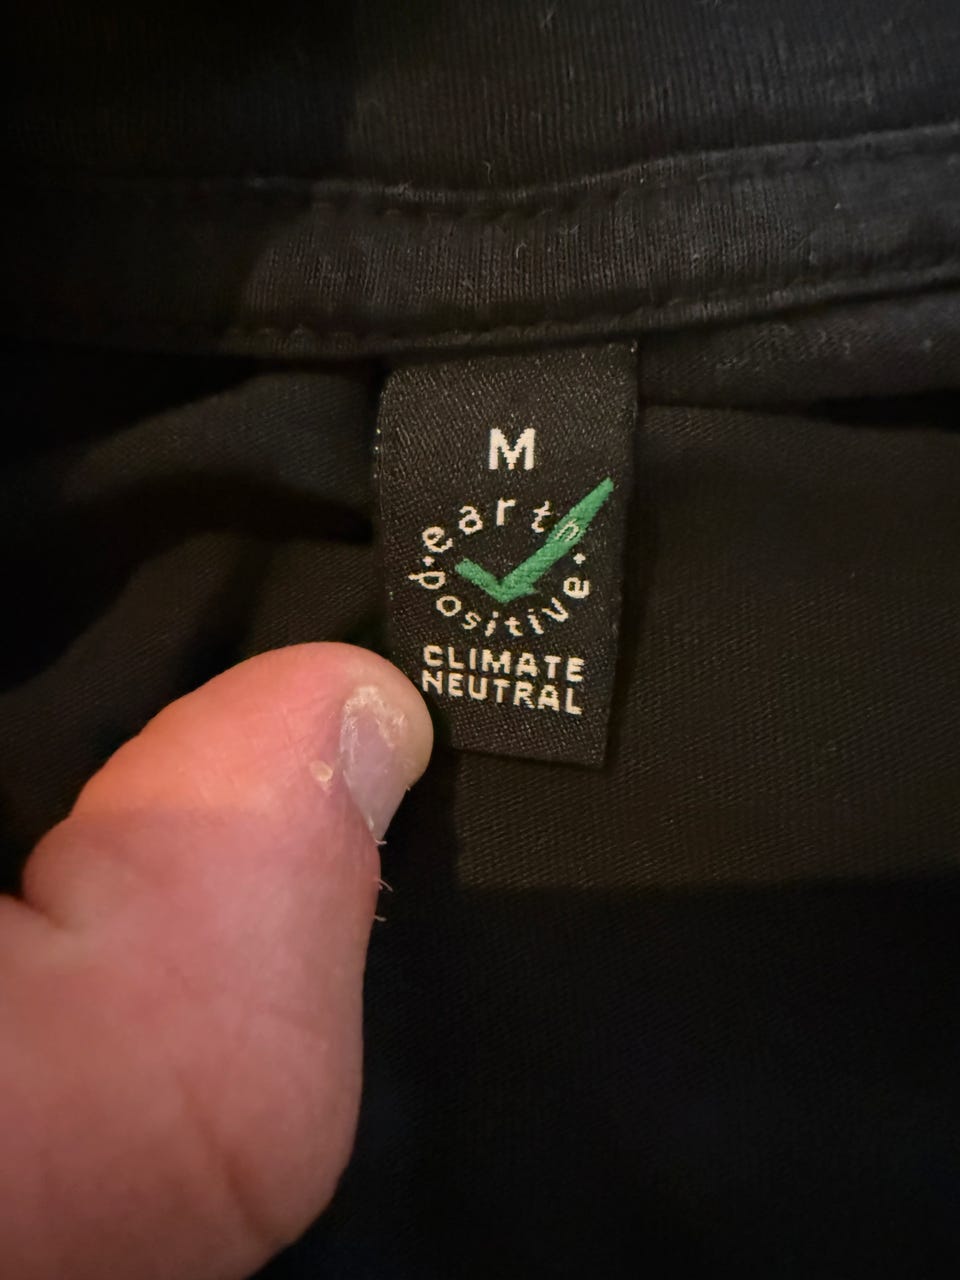 M
earth
positive
CLIMATE
NEUTRAL